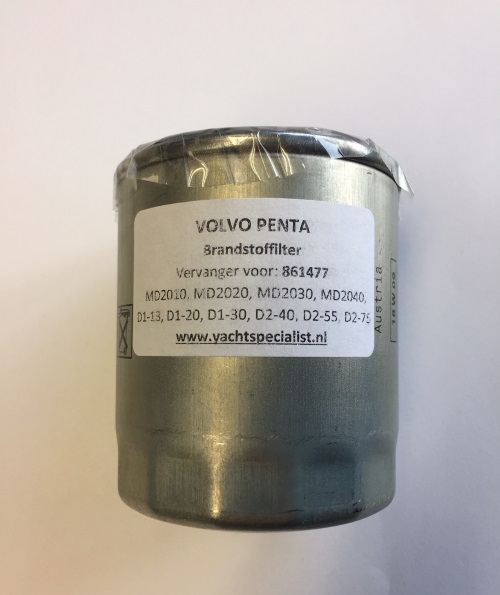 VOLVO PENTA
Brandstoffilter
Vervanger voor: 861477
MD2010, MD2020, MD2030, MD2040,
D1-13, D1-20, D1-30, D2-40, D2-55, D2-75
www.yachtspecialist.nl
Austria
18W09